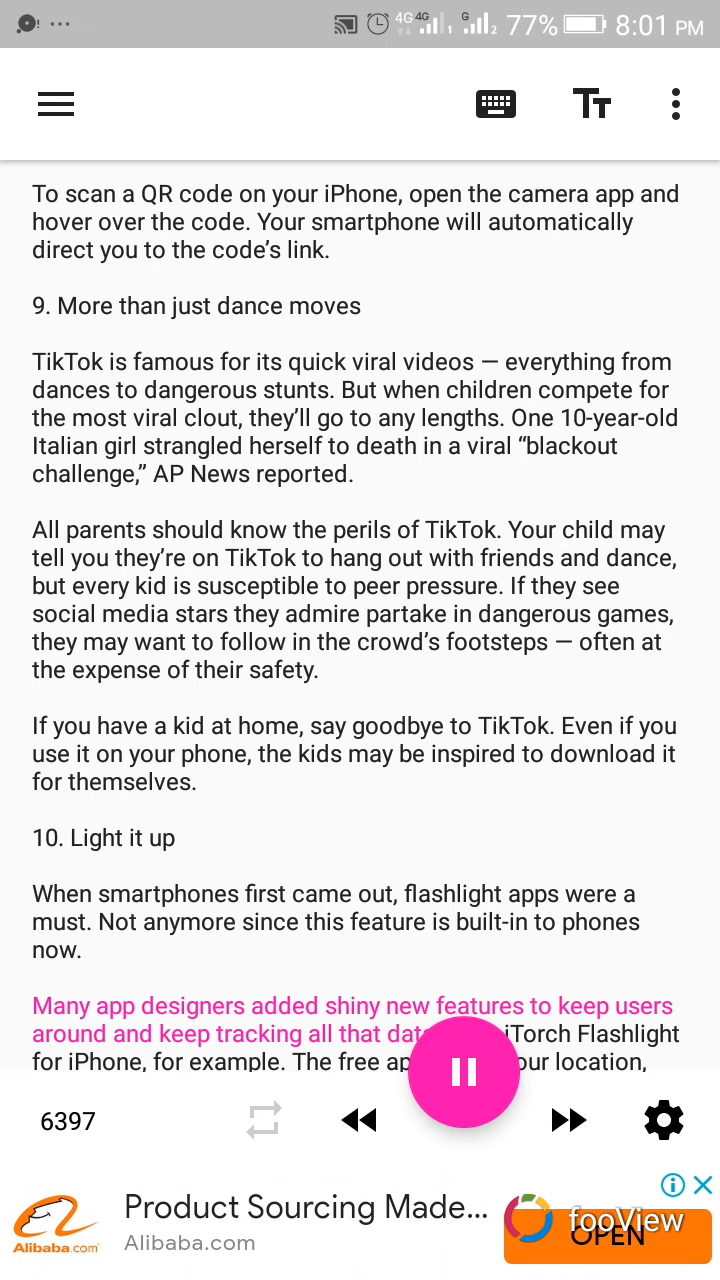 4G 4G 1 G 2 77% 8:01 PM
To scan a QR code on your iPhone, open the camera app and
hover over the code. Your smartphone will automatically
direct you to the code’s link.
9. More than just dance moves
TikTok is famous for its quick viral videos — everything from
dances to dangerous stunts. But when children compete for
the most viral clout, they’ll go to any lengths. One 10-year-old
Italian girl strangled herself to death in a viral “blackout
challenge,” AP News reported.
All parents should know the perils of TikTok. Your child may
tell you they’re on TikTok to hang out with friends and dance,
but every kid is susceptible to peer pressure. If they see
social media stars they admire partake in dangerous games,
they may want to follow in the crowd’s footsteps — often at
the expense of their safety.
If you have a kid at home, say goodbye to TikTok. Even if you
use it on your phone, the kids may be inspired to download it
for themselves.
10. Light it up
When smartphones first came out, flashlight apps were a
must. Not anymore since this feature is built-in to phones
now.
Many app designers added shiny new features to keep users
around and keep tracking all that iTorch Flashlight
for iPhone, for example. The free location,
6397
Product Sourcing Made...
Alibaba.com
Alibaba.com
OPEN
fooView